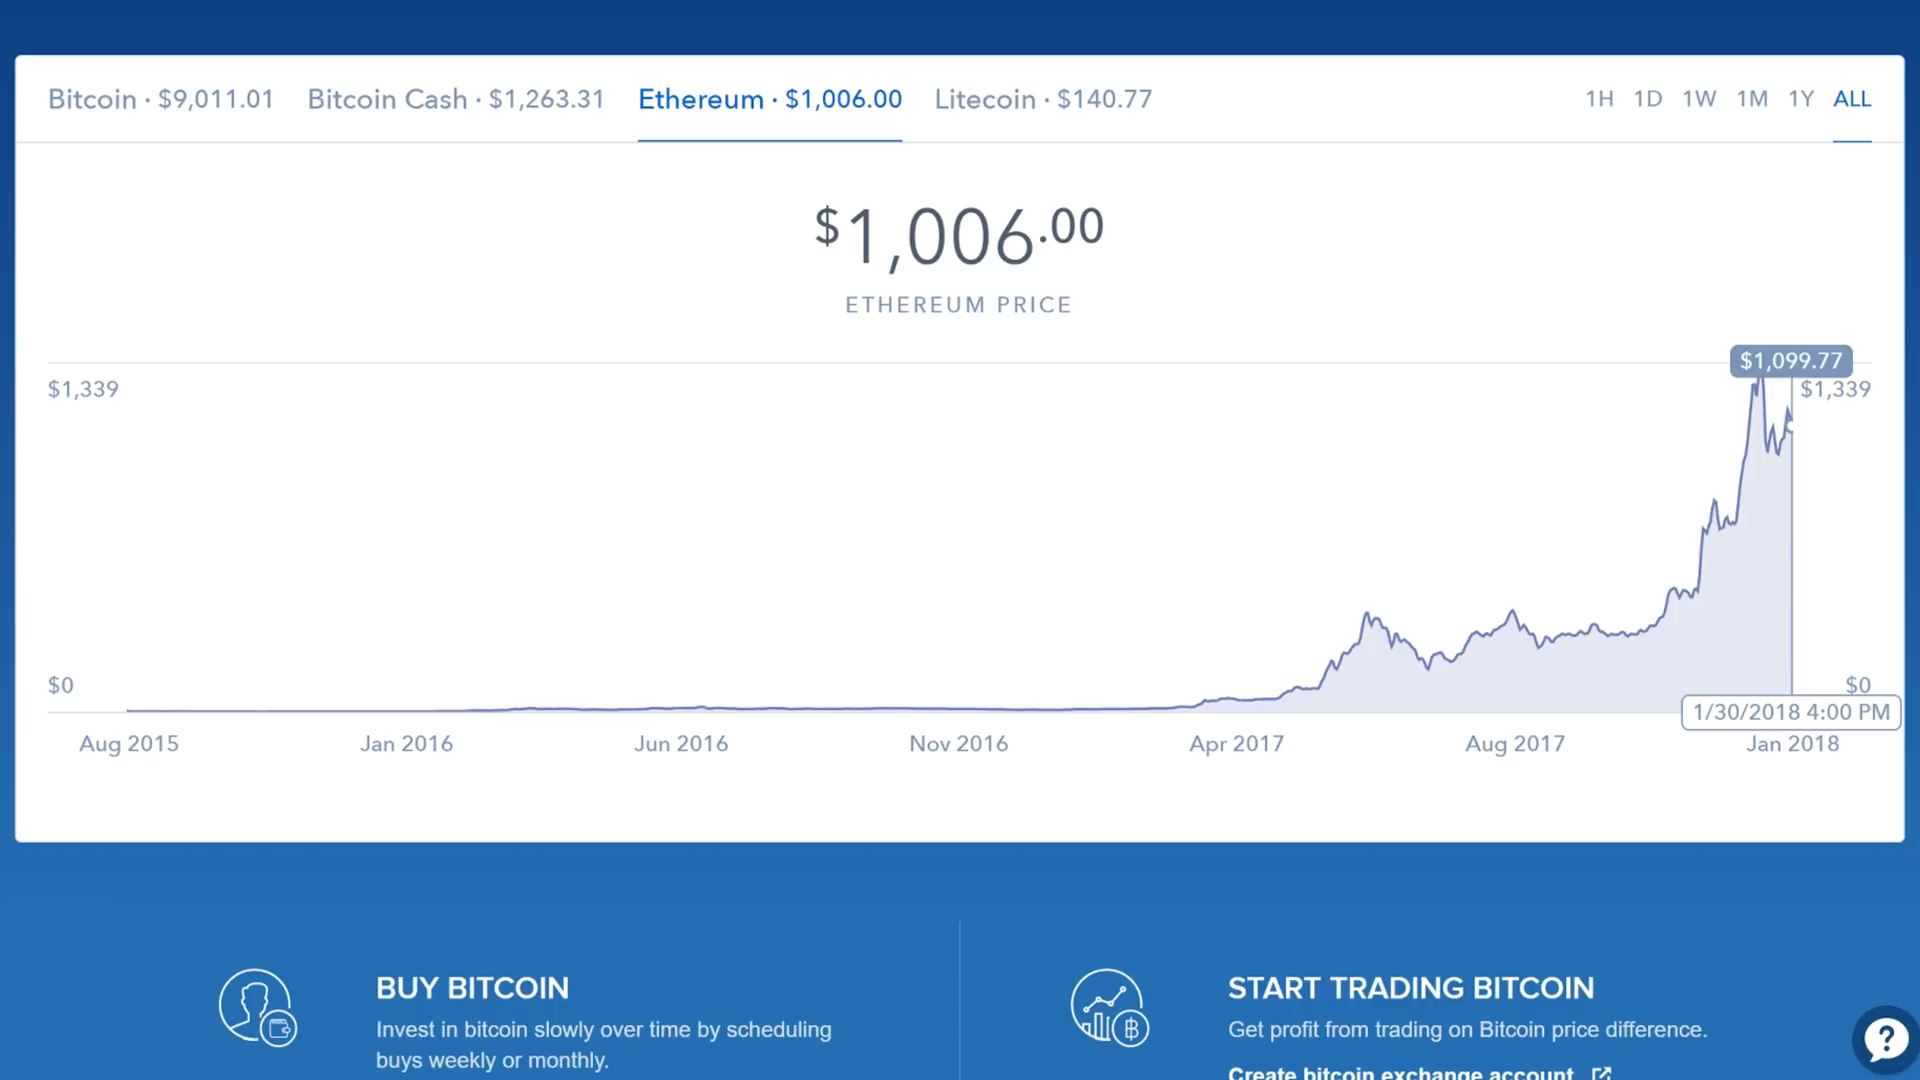 Bitcoin · $9,011.01 Bitcoin Cash · $1,263.31 Ethereum · $1,006.00 Litecoin · $140.77 1H 1D 1W 1M 1Y ALL
$1,006.00
ETHEREUM PRICE
$1,099.77
$1,339 $1,339
$0 $0
1/30/2018 4:00 PM
Aug 2015 Jan 2016 Jun 2016 Nov 2016 Apr 2017 Aug 2017 Jan 2018
BUY BITCOIN
Invest in bitcoin slowly over time by scheduling
buys weekly or monthly.
START TRADING BITCOIN
Get profit from trading on Bitcoin price difference.
Create bitcoin exchange account
?